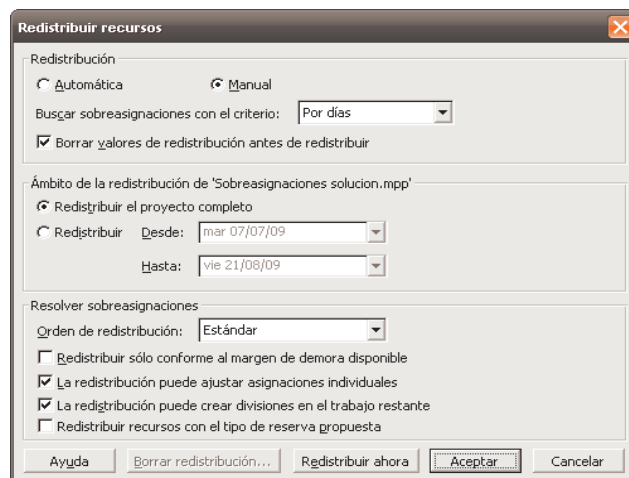 Redistribuir recursos
Redistribución
Automática Manual
Buscar sobreasignaciones con el criterio: Por días
Borrar valores de redistribución antes de redistribuir
Ámbito de la redistribución de 'Sobreasignaciones solucion.mpp'
Redistribuir el proyecto completo
Redistribuir Desde: mar 07/07/09
Hasta: vie 21/08/09
Resolver sobreasignaciones
Orden de redistribución: Estándar
Redistribuir sólo conforme al margen de demora disponible
La redistribución puede ajustar asignaciones individuales
La redistribución puede crear divisiones en el trabajo restante
Redistribuir recursos con el tipo de reserva propuesta
Ayuda Borrar redistribución... Redistribuir ahora Aceptar Cancelar